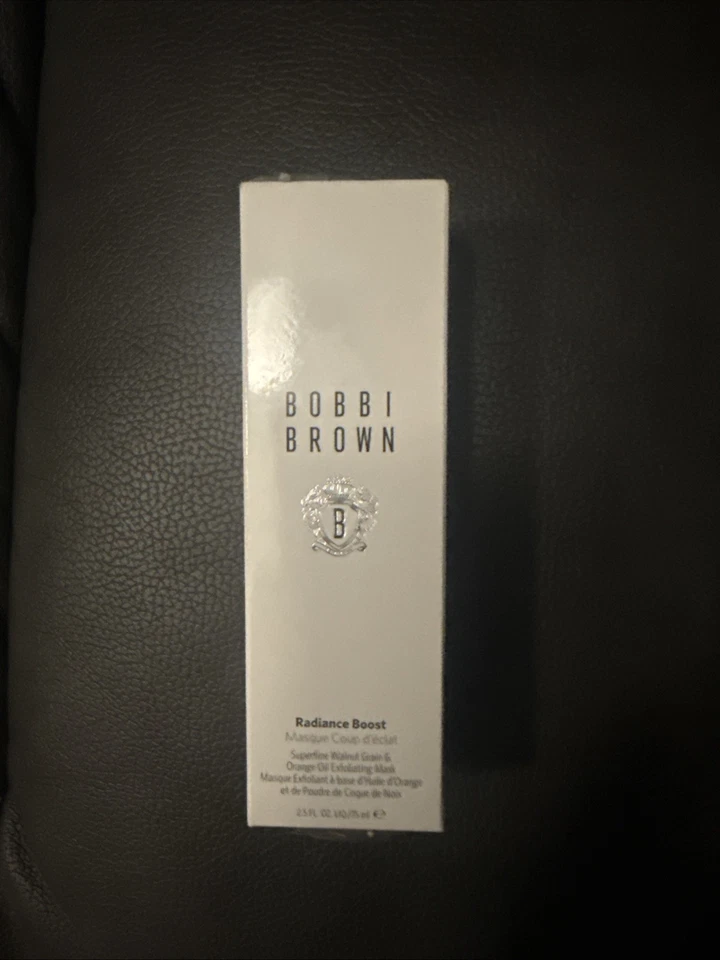 BOBBI
BROWN
B
Radiance Boost
Masque Coup d'éclat
Superfine Walnut Grain &
Orange Oil Exfoliating Mask
Masque Exfoliant à base d'Huile d'Orange
et de Poudre de Coque de Noix
2.5 FL. OZ. LIQ./75 ml ℮